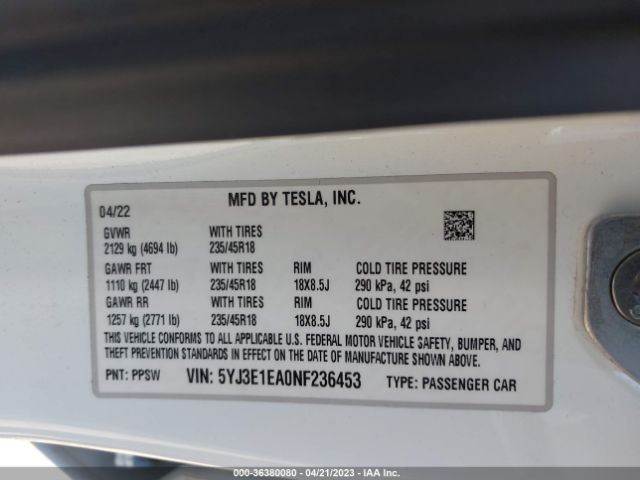 MFD BY TESLA, INC.
04/22
GVWR WITH TIRES
2129 kg (4694 lb) 235/45R18
GAWR FRT WITH TIRES RIM COLD TIRE PRESSURE
1110 kg (2447 lb) 235/45R18 18X8.5J 290 kPa, 42 psi
GAWR RR WITH TIRES RIM COLD TIRE PRESSURE
1257 kg (2771 lb) 235/45R18 18X8.5J 290 kPa, 42 psi
THIS VEHICLE CONFORMS TO ALL APPLICABLE U.S. FEDERAL MOTOR VEHICLE SAFETY, BUMPER, AND
THEFT PREVENTION STANDARDS IN EFFECT ON THE DATE OF MANUFACTURE SHOWN ABOVE.
PNT: PPSW VIN: 5YJ3E1EA0NF236453 TYPE: PASSENGER CAR
000-36380080 - 04/21/2023 - IAA Inc.